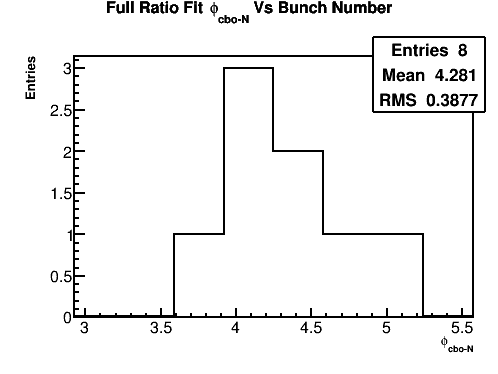 Full Ratio Fit ϕcbo-N Vs Bunch Number
Entries 8
Mean 4.281
RMS 0.3877
Entries
3
2.5
2
1.5
1
0.5
0
3 3.5 4 4.5 5 5.5
ϕcbo-N